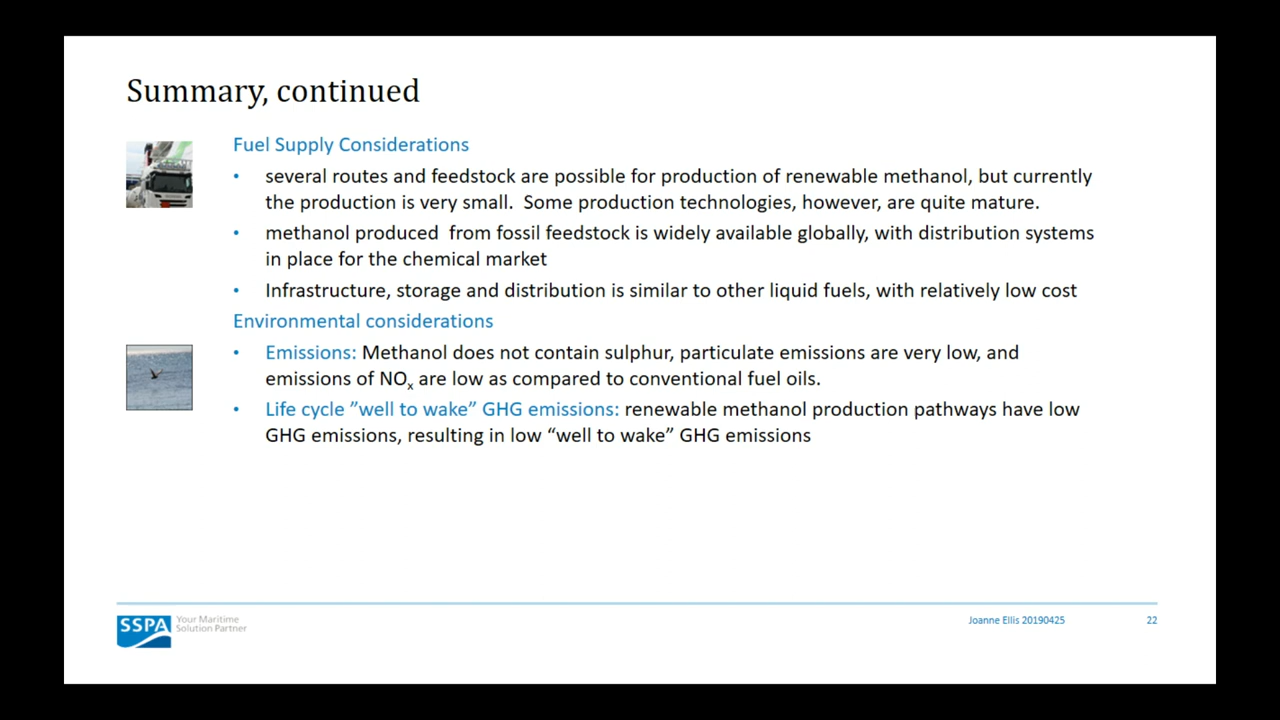 Summary, continued
Fuel Supply Considerations
• several routes and feedstock are possible for production of renewable methanol, but currently
the production is very small.  Some production technologies, however, are quite mature.
• methanol produced  from fossil feedstock is widely available globally, with distribution systems
in place for the chemical market
• Infrastructure, storage and distribution is similar to other liquid fuels, with relatively low cost
Environmental considerations
• Emissions: Methanol does not contain sulphur, particulate emissions are very low, and
emissions of NOx are low as compared to conventional fuel oils.
• Life cycle ”well to wake” GHG emissions: renewable methanol production pathways have low
GHG emissions, resulting in low “well to wake” GHG emissions
SSPA
Your Maritime
Solution Partner
Joanne Ellis 20190425
22